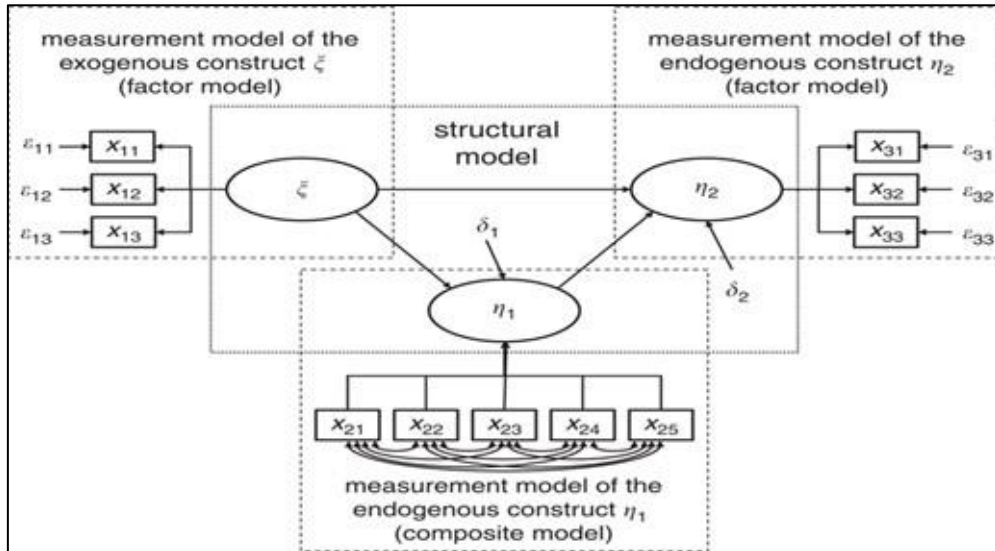 measurement model of the
exogenous construct ξ
(factor model)
measurement model of the
endogenous construct η₂
(factor model)
structural
model
ε₁₁
x₁₁
ε₁₂
x₁₂
ε₁₃
x₁₃
ξ
η₂
x₃₁
ε₃₁
x₃₂
ε₃₂
x₃₃
ε₃₃
δ₁
δ₂
η₁
x₂₁
x₂₂
x₂₃
x₂₄
x₂₅
measurement model of the
endogenous construct η₁
(composite model)